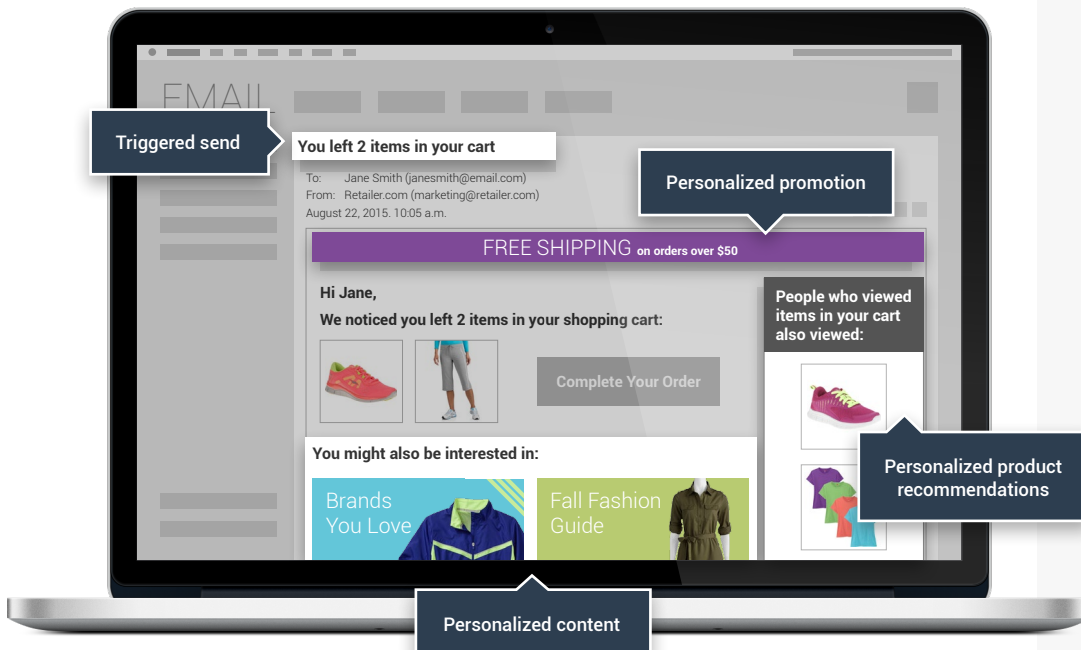 EMAIL
Triggered send
You left 2 items in your cart
To: Jane Smith (janesmith@email.com)
From: Retailer.com (marketing@retailer.com)
August 22, 2015. 10:05 a.m.
Personalized promotion
FREE SHIPPING on orders over $50
Hi Jane,
We noticed you left 2 items in your shopping cart:
Complete Your Order
People who viewed
items in your cart
also viewed:
Personalized product
recommendations
You might also be interested in:
Brands
You Love
Fall Fashion
Guide
Personalized content